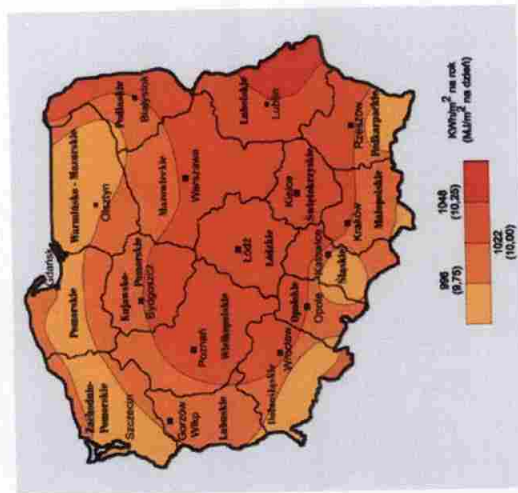 Gdańsk
Zachodnio-
Pomorskie
Szczecin
Pomorskie
Warmińsko - Mazurskie
Olsztyn
Podlaskie
Białystok
Kujawsko-
Pomorskie
Bydgoszcz
Gorzów
Wlkp
Lubuskie
Poznań
Wielkopolskie
Mazowieckie
Warszawa
Łódź
Łódzkie
Lubelskie
Lublin
Dolnośląskie
Wrocław
Opolskie
Opole
Katowice
Śląskie
Kielce
Świętokrzyskie
Kraków
Małopolskie
Rzeszów
Podkarpackie
KWh/m² na rok
(MJ/m² na dzień)
996
(9,75)
1022
(10,00)
1048
(10,25)